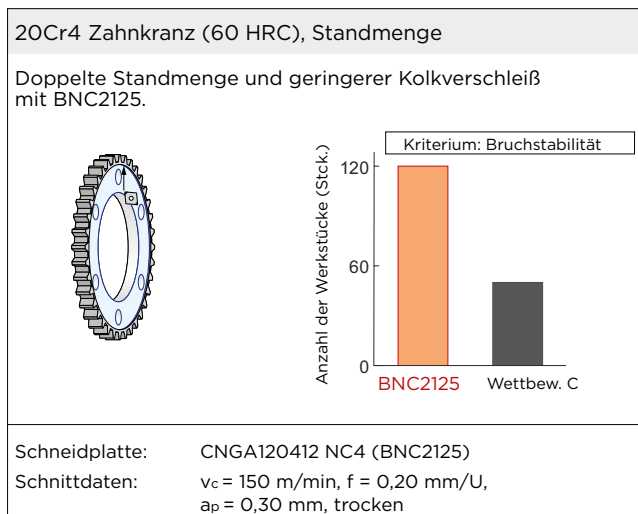 20Cr4 Zahnkranz (60 HRC), Standmenge
Doppelte Standmenge und geringerer Kolkverschleiß
mit BNC2125.
Kriterium: Bruchstabilität
Anzahl der Werkstücke (Stck.)
120
60
0
BNC2125 Wettbew. C
Schneidplatte: CNGA120412 NC4 (BNC2125)
Schnittdaten: vc = 150 m/min, f = 0,20 mm/U,
ap = 0,30 mm, trocken